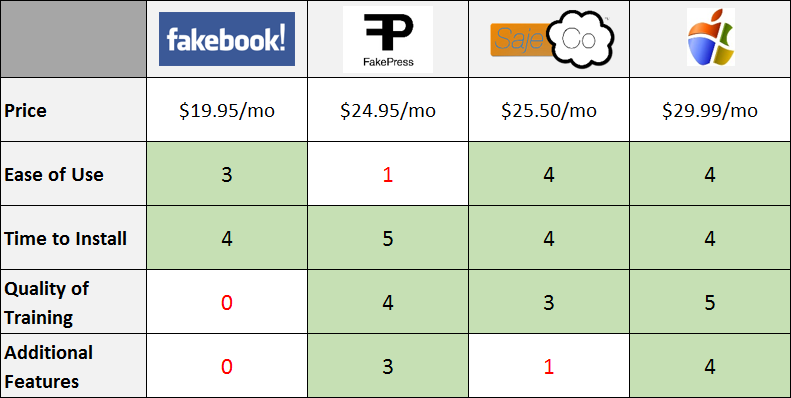 fakebook!
FP
FakePress
Saje Co
Price $19.95/mo $24.95/mo $25.50/mo $29.99/mo
Ease of Use 3 1 4 4
Time to Install 4 5 4 4
Quality of
Training 0 4 3 5
Additional
Features 0 3 1 4